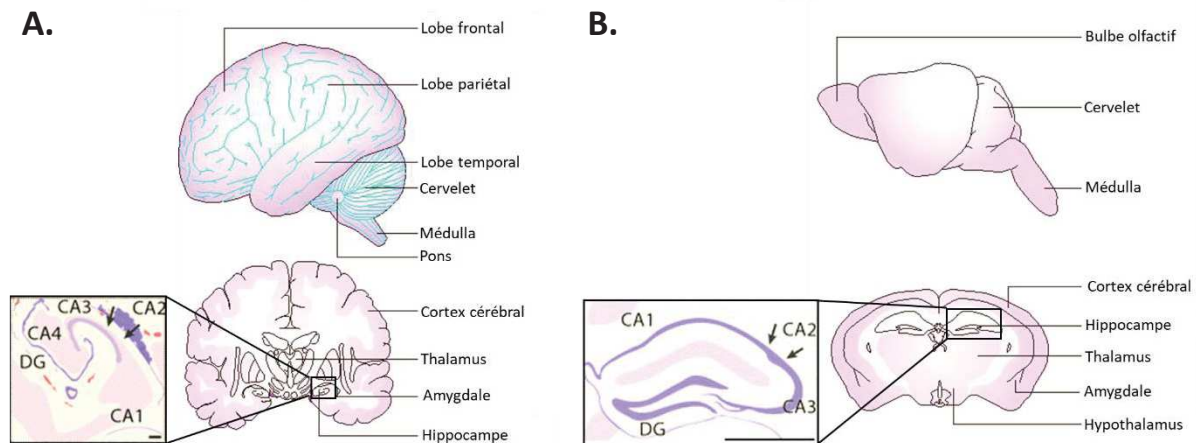 A.
Lobe frontal
Lobe pariétal
Lobe temporal
Cervelet
Médulla
Pons
CA3
CA2
CA4
DG
CA1
Cortex cérébral
Thalamus
Amygdale
Hippocampe
B.
Bulbe olfactif
Cervelet
Médulla
CA1
CA2
CA3
DG
Cortex cérébral
Hippocampe
Thalamus
Amygdale
Hypothalamus